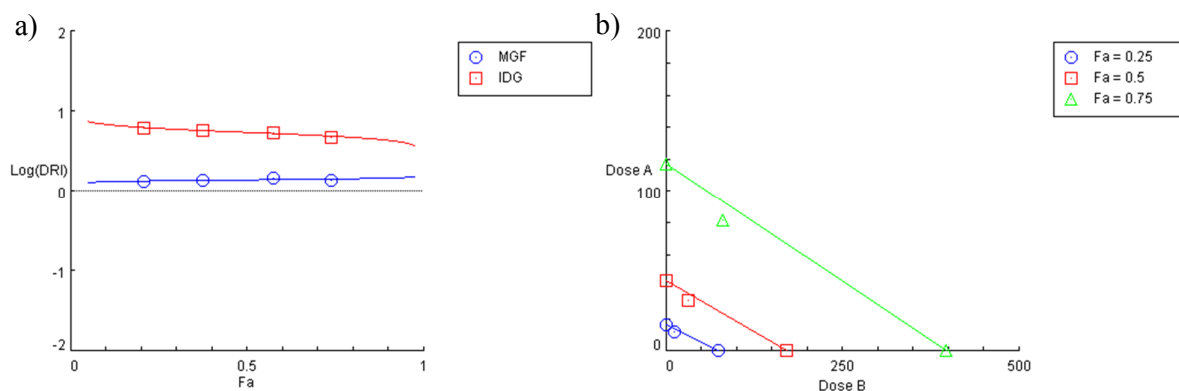 a)
2
1
Log(DRI)
0
-1
-2
0
0.5
1
Fa
MGF
IDG
b)
200
Dose A
100
0
0
250
500
Dose B
Fa = 0.25
Fa = 0.5
Fa = 0.75